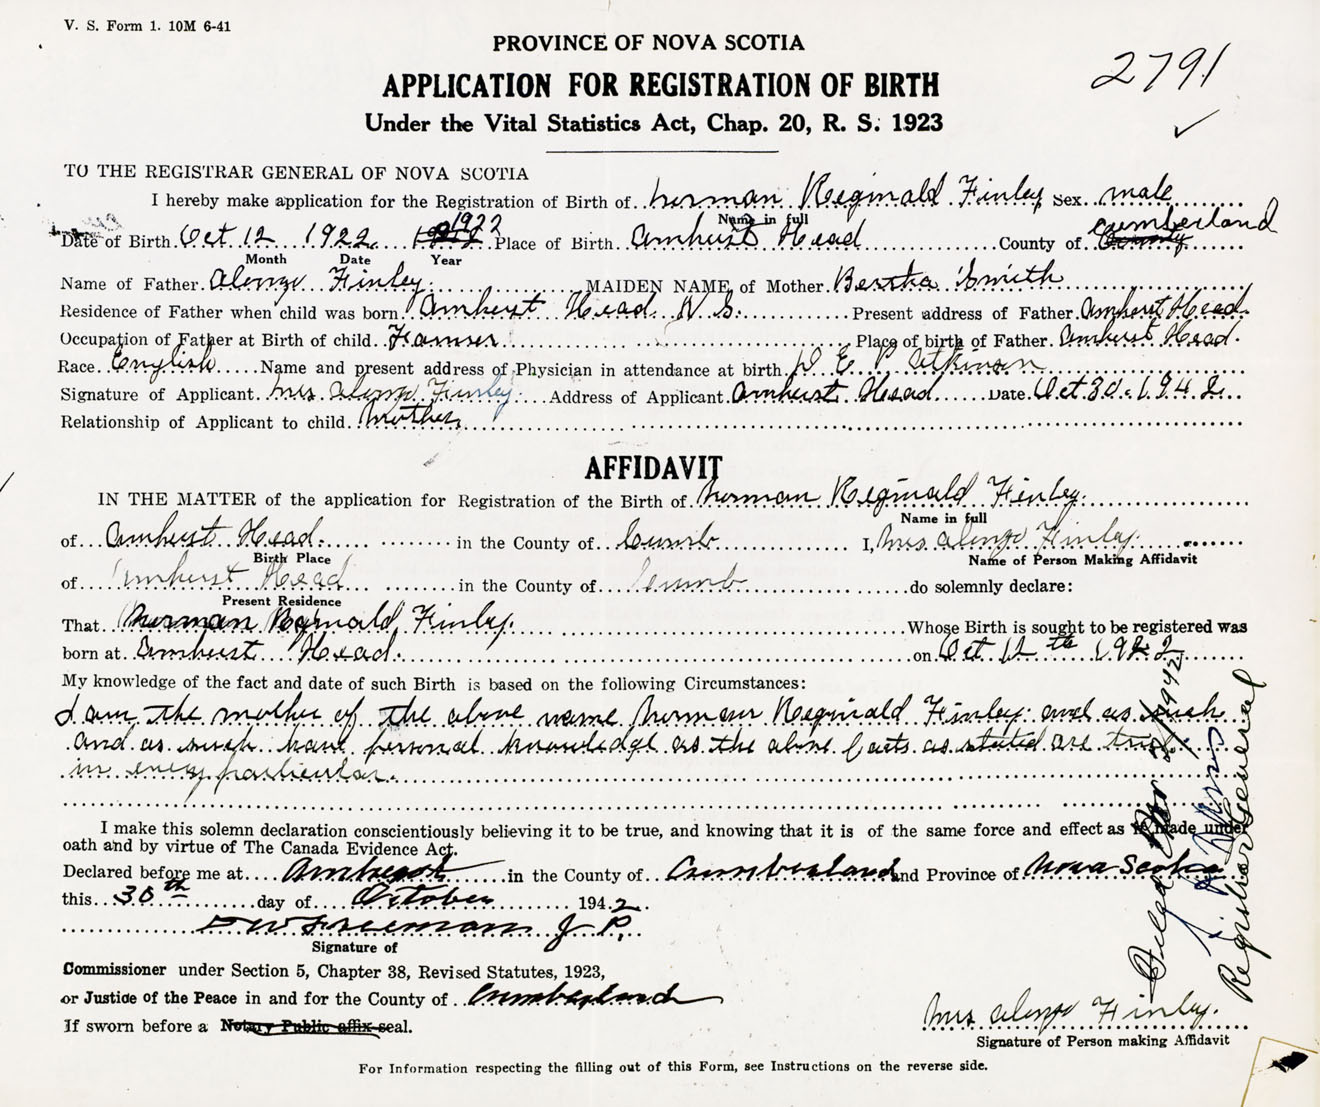 V. S. Form 1. 10M 6-41
PROVINCE OF NOVA SCOTIA
2791
APPLICATION FOR REGISTRATION OF BIRTH
Under the Vital Statistics Act, Chap. 20, R. S. 1923
TO THE REGISTRAR GENERAL OF NOVA SCOTIA
I hereby make application for the Registration of Birth of Herman Reginald Finley Sex male
Name in full
Date of Birth Oct 12 1922 1922 Place of Birth Amhurst Head County of Cumberland
Month Date Year
Name of Father Alonzo Finley MAIDEN NAME of Mother Bertha Smith
Residence of Father when child was born Amhurst Head N. S. Present address of Father Amhurst Head
Occupation of Father at Birth of child Farmer Place of birth of Father Amhurst Head.
Race English Name and present address of Physician in attendance at birth D E P Atkinson
Signature of Applicant Mrs. Alonzo Finley Address of Applicant Amhurst Head Date Oct 30. 1942
Relationship of Applicant to child Mother
AFFIDAVIT
IN THE MATTER of the application for Registration of the Birth of Herman Reginald Finley
Name in full
of Amhurst Head in the County of Cumb I, Mrs Alonzo Finley
Birth Place Name of Person Making Affidavit
of Amhurst Head in the County of Cumb do solemnly declare:
Present Residence
That Herman Reginald Finley Whose Birth is sought to be registered was
born at Amhurst Head on Oct 12th 1922
My knowledge of the fact and date of such Birth is based on the following Circumstances:
I am the mother of the above name Herman Reginald Finley and as such
and as such have personal knowledge as the above facts as stated are true
in every particular.
I make this solemn declaration conscientiously believing it to be true, and knowing that it is of the same force and effect as if made under
oath and by virtue of The Canada Evidence Act.
Declared before me at Amherst in the County of Cumberland and Province of Nova Scotia
this 30th day of October 1942
W Freeman J. P.
Signature of
Commissioner under Section 5, Chapter 38, Revised Statutes, 1923,
or Justice of the Peace in and for the County of Cumberland
If sworn before a Notary Public affix seal.
Mrs Alonzo Finley
Signature of Person making Affidavit
Filed Nov 1942
Registrar General
For Information respecting the filling out of this Form, see Instructions on the reverse side.